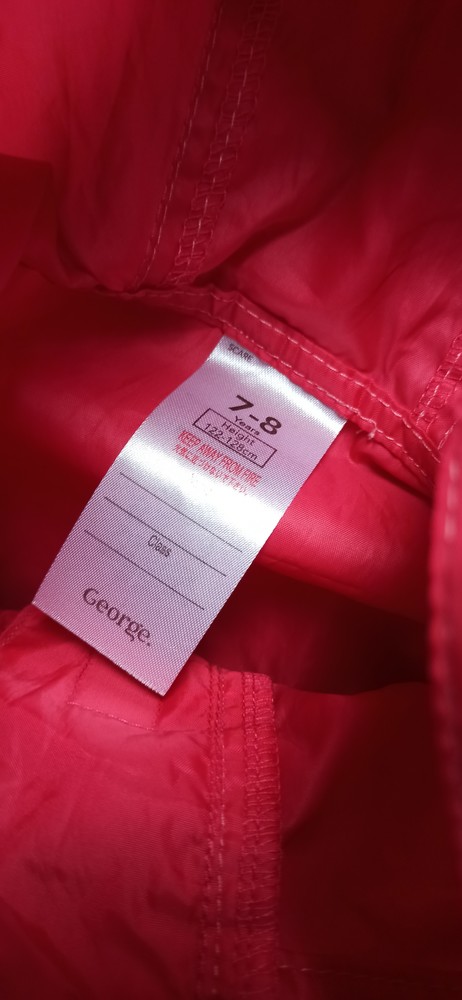 7-8
Years
Height
122-128cm
KEEP AWAY FROM FIRE
Class
George.